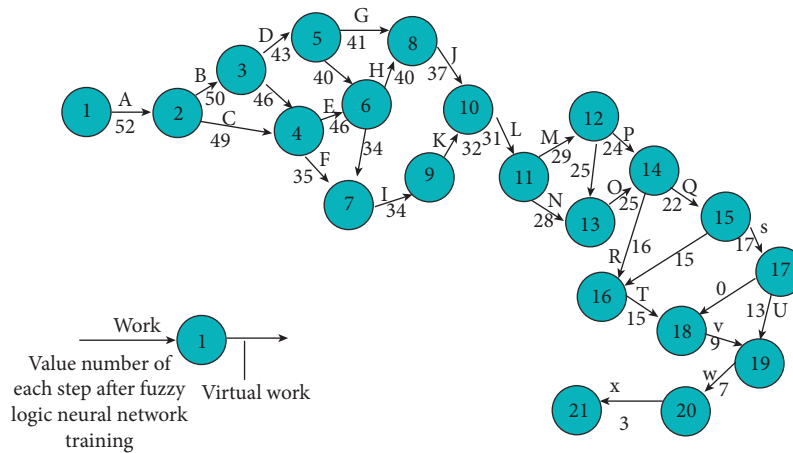 1
A
52
2
B
50
C
49
3
D
43
46
4
E
46
F
35
5
G
41
40
6
H
40
34
7
I
34
8
J
37
9
K
32
10
31
L
11
M
29
N
28
12
P
24
25
13
O
25
14
Q
22
R
16
15
s
17
15
16
T
15
17
0
13
U
18
v
9
19
w
7
20
x
3
21
Work
1
Value number of
each step after fuzzy
logic neural network
training
Virtual work